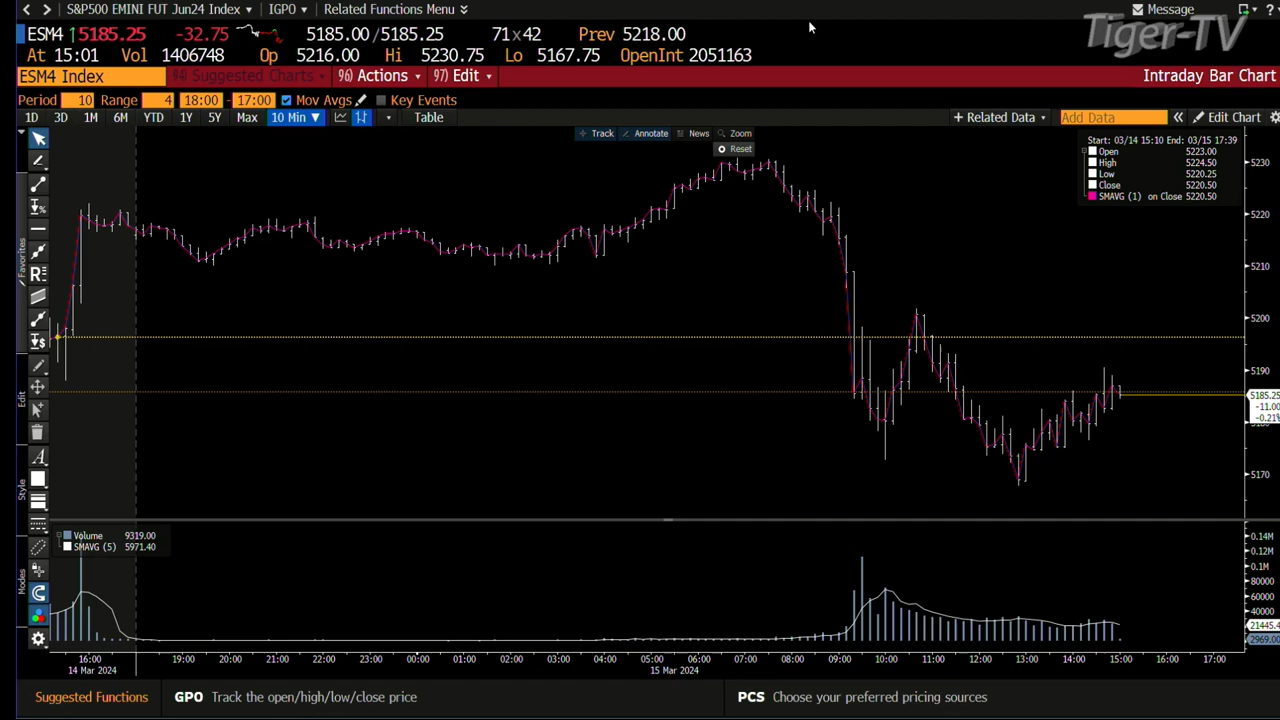 S&P500 EMINI FUT Jun24 Index IGPO Related Functions Menu Message ?
Tiger-TV
ESM4 5185.25 -32.75 5185.00/5185.25 71x42 Prev 5218.00
At 15:01 Vol 1406748 Op 5216.00 Hi 5230.75 Lo 5167.75 OpenInt 2051163
ESM4 Index 94) Suggested Charts 96) Actions 97) Edit Intraday Bar Chart
Period 10 Range 4 18:00 - 17:00 Mov Avgs Key Events
1D 3D 1M 6M YTD 1Y 5Y Max 10 Min ▼ Table + Related Data Add Data Edit Chart
Track Annotate News Zoom
Reset
Start: 03/14 15:10 End: 03/15 17:39
Open 5223.00
High 5224.50
Low 5220.25
Close 5220.50
SMAVG (1) on Close 5220.50
Favorites
Edit
Style
Modes
5230
5220
5210
5200
5190
5185.25
-11.00
-0.21%
5180
5170
Volume 9319.00
SMAVG (5) 5971.40
0.14M
0.12M
0.1M
80000
60000
40000
21445.4
2969.00
16:00 19:00 20:00 21:00 22:00 23:00 00:00 01:00 02:00 03:00 04:00 06:00 07:00 08:00 09:00 10:00 11:00 12:00 13:00 14:00 15:00 16:00 17:00
14 Mar 2024 15 Mar 2024
Suggested Functions GPO Track the open/high/low/close price PCS Choose your preferred pricing sources